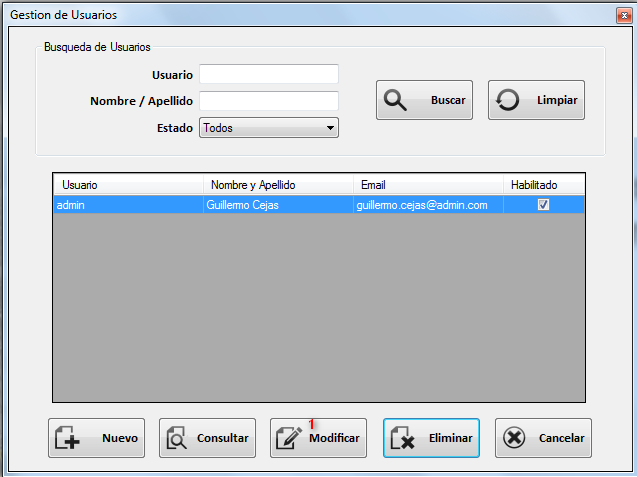 Gestion de Usuarios
Busqueda de Usuarios
Usuario
Nombre / Apellido
Estado Todos
Buscar Limpiar
Usuario Nombre y Apellido Email Habilitado
admin Guillermo Cejas guillermo.cejas@admin.com
1
Nuevo Consultar Modificar Eliminar Cancelar